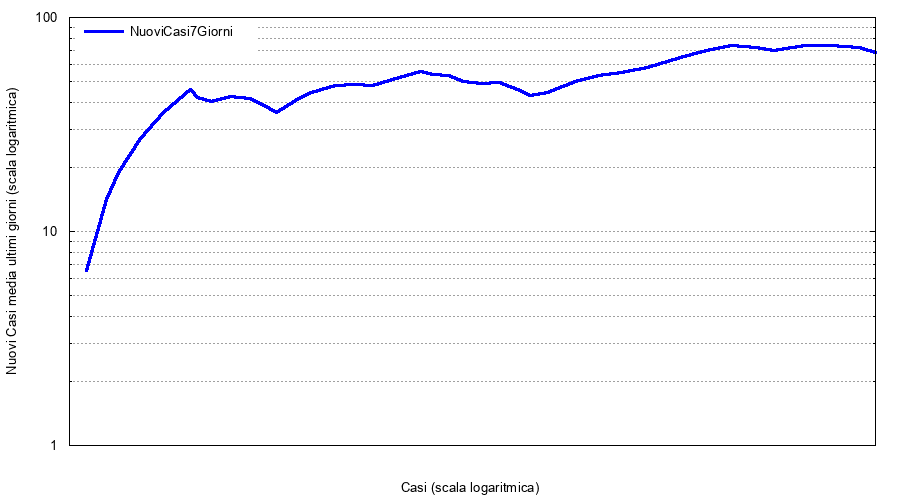 100
NuoviCasi7Giorni
10
1
Nuovi Casi media ultimi giorni (scala logaritmica)
Casi (scala logaritmica)